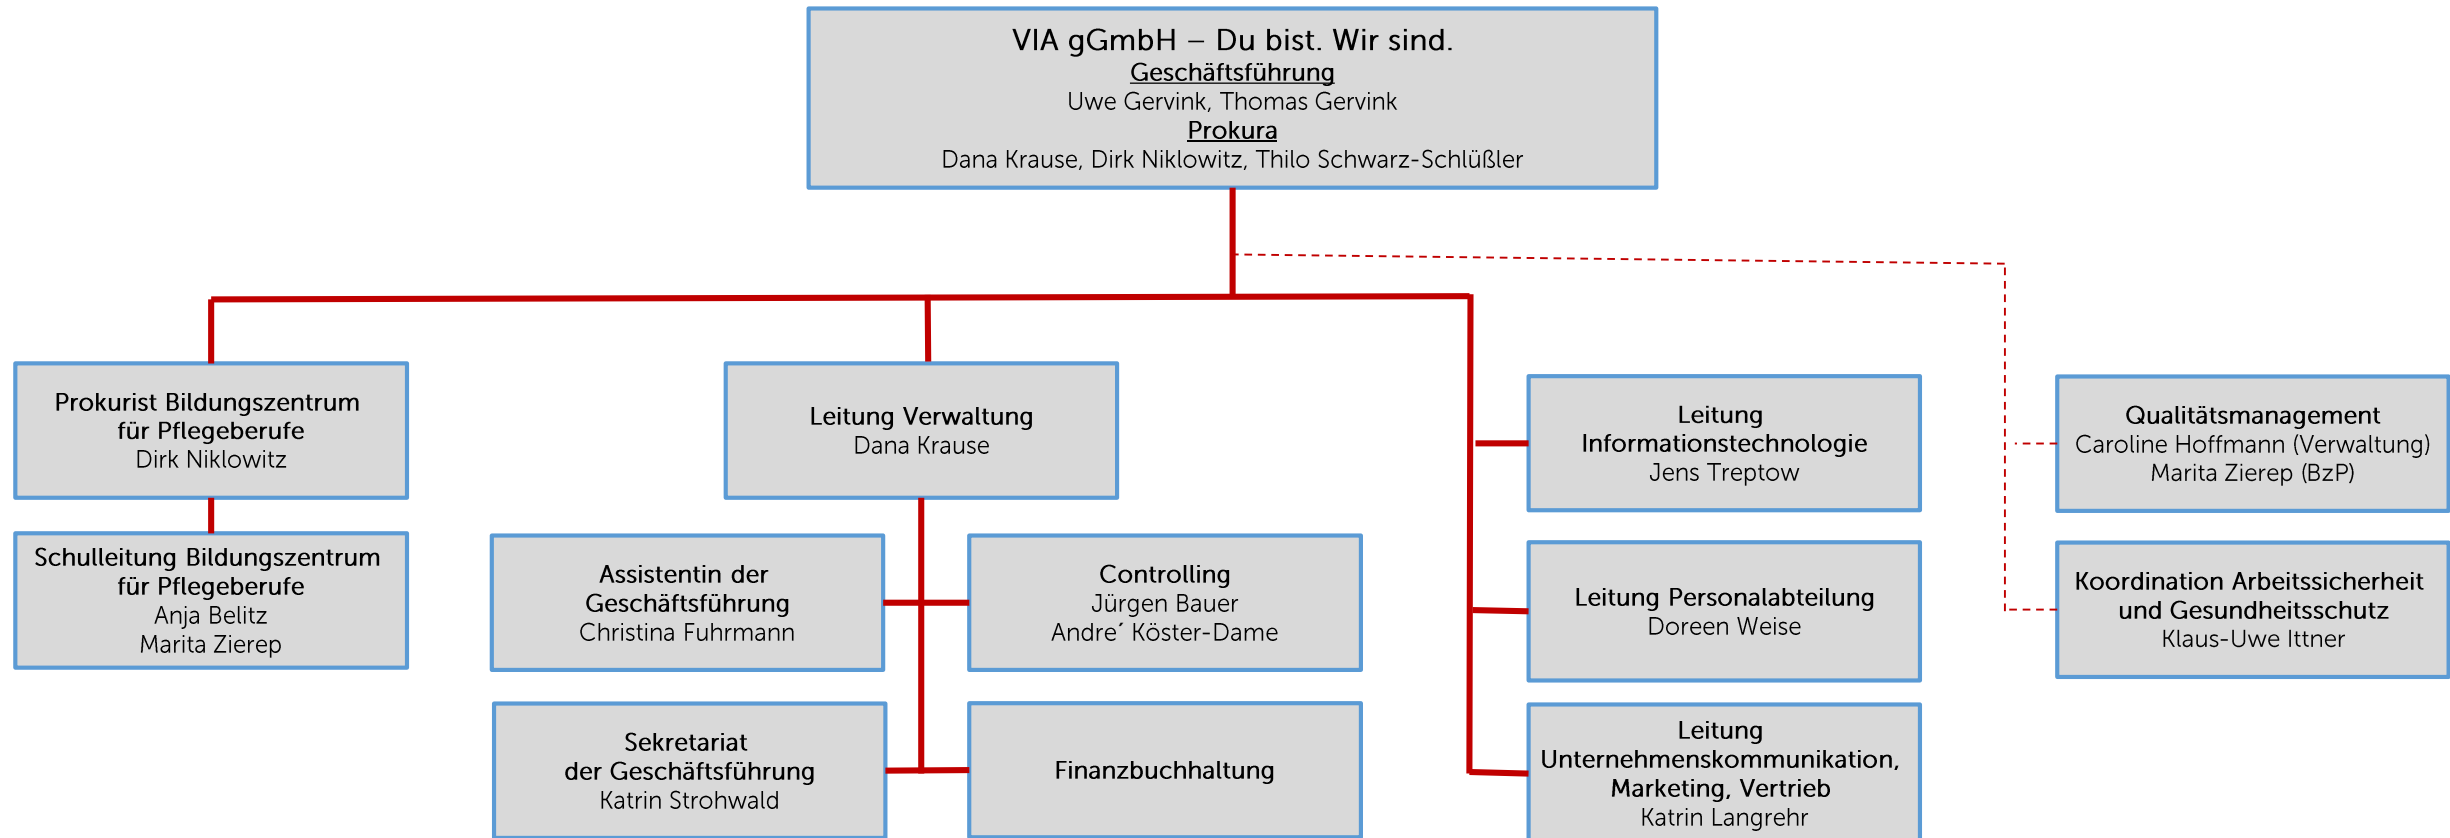 VIA gGmbH – Du bist. Wir sind.
Geschäftsführung
Uwe Gervink, Thomas Gervink
Prokura
Dana Krause, Dirk Niklowitz, Thilo Schwarz-Schlüßler
Prokurist Bildungszentrum
für Pflegeberufe
Dirk Niklowitz
Schulleitung Bildungszentrum
für Pflegeberufe
Anja Belitz
Marita Zierep
Leitung Verwaltung
Dana Krause
Assistentin der
Geschäftsführung
Christina Fuhrmann
Controlling
Jürgen Bauer
Andre´ Köster-Dame
Sekretariat
der Geschäftsführung
Katrin Strohwald
Finanzbuchhaltung
Leitung
Informationstechnologie
Jens Treptow
Leitung Personalabteilung
Doreen Weise
Leitung
Unternehmenskommunikation,
Marketing, Vertrieb
Katrin Langrehr
Qualitätsmanagement
Caroline Hoffmann (Verwaltung)
Marita Zierep (BzP)
Koordination Arbeitssicherheit
und Gesundheitsschutz
Klaus-Uwe Ittner